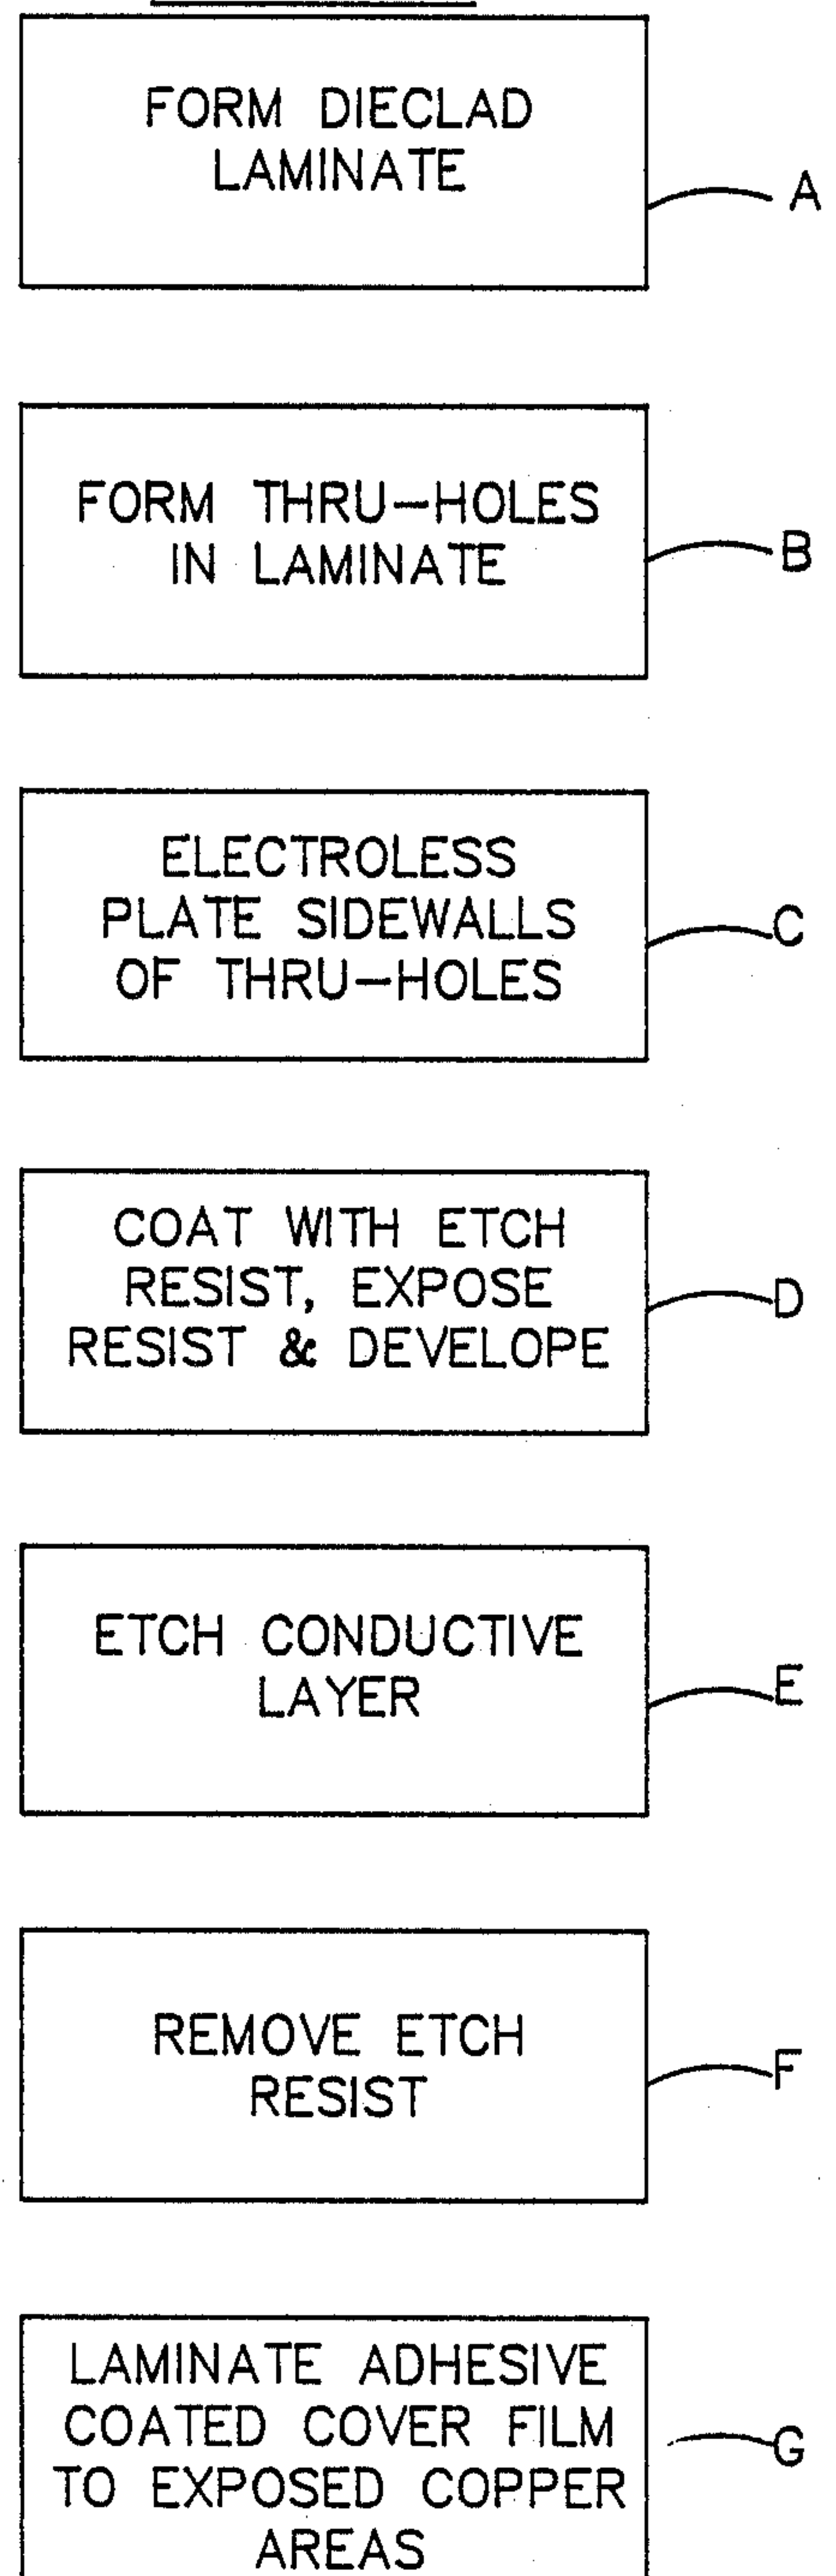 FORM DIECLAD
LAMINATE
A
FORM THRU-HOLES
IN LAMINATE
B
ELECTROLESS
PLATE SIDEWALLS
OF THRU-HOLES
C
COAT WITH ETCH
RESIST, EXPOSE
RESIST & DEVELOPE
D
ETCH CONDUCTIVE
LAYER
E
REMOVE ETCH
RESIST
F
LAMINATE ADHESIVE
COATED COVER FILM
TO EXPOSED COPPER
AREAS
G